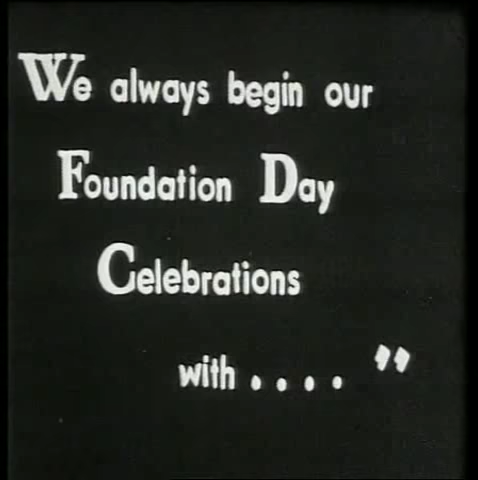 We always begin our
Foundation Day
Celebrations
with . . . . "